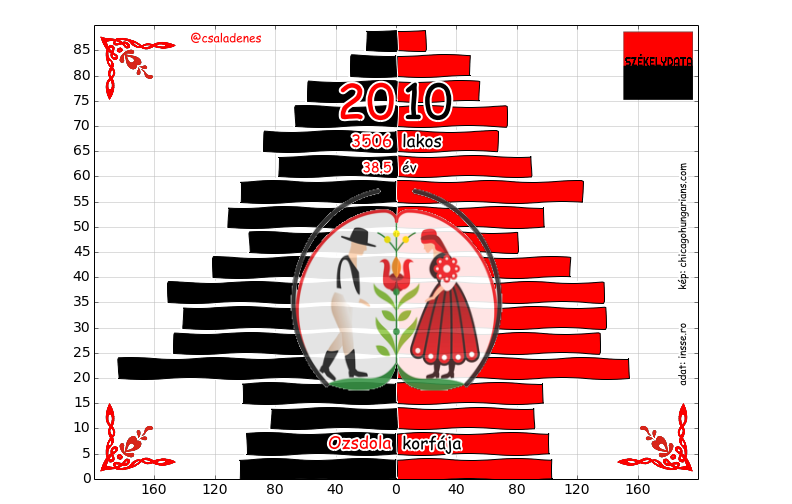 @csaladenes
SZÉKELYDATA
2010
3506 lakos
38.5 év
Ozsdola korfája
kép: chicagohungarians.com
adat: insse.ro
85
80
75
70
65
60
55
50
45
40
35
30
25
20
15
10
5
0
160 120 80 40 0 40 80 120 160